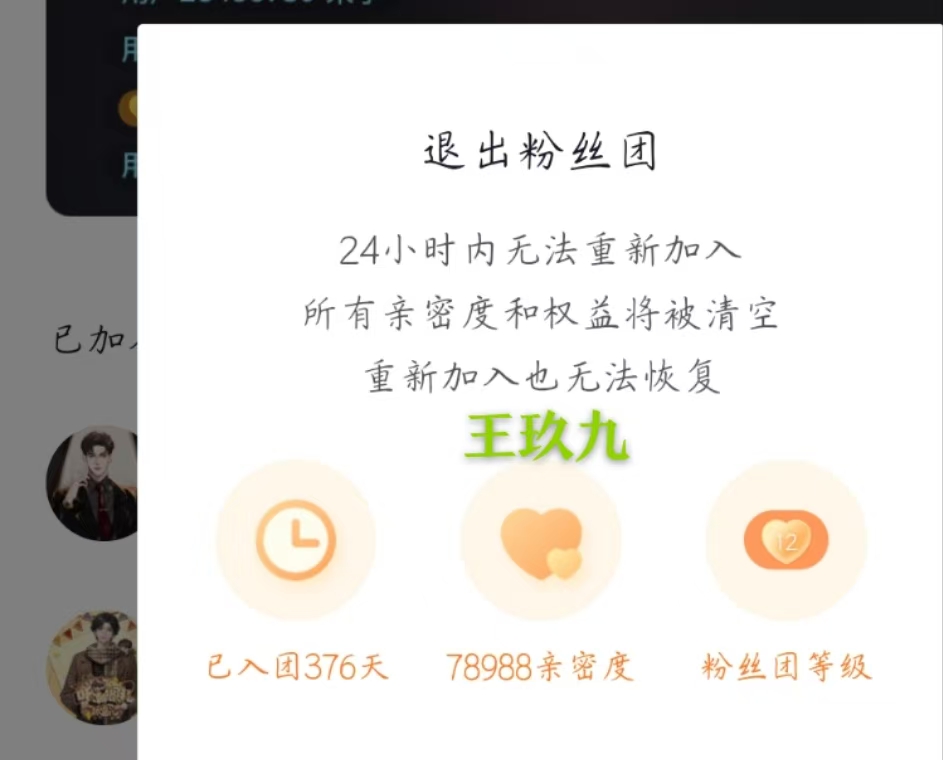 用
用
退出粉丝团
24小时内无法重新加入
所有亲密度和权益将被清空
重新加入也无法恢复
已加入
王玖九
12
已入团376天
78988亲密度
粉丝团等级